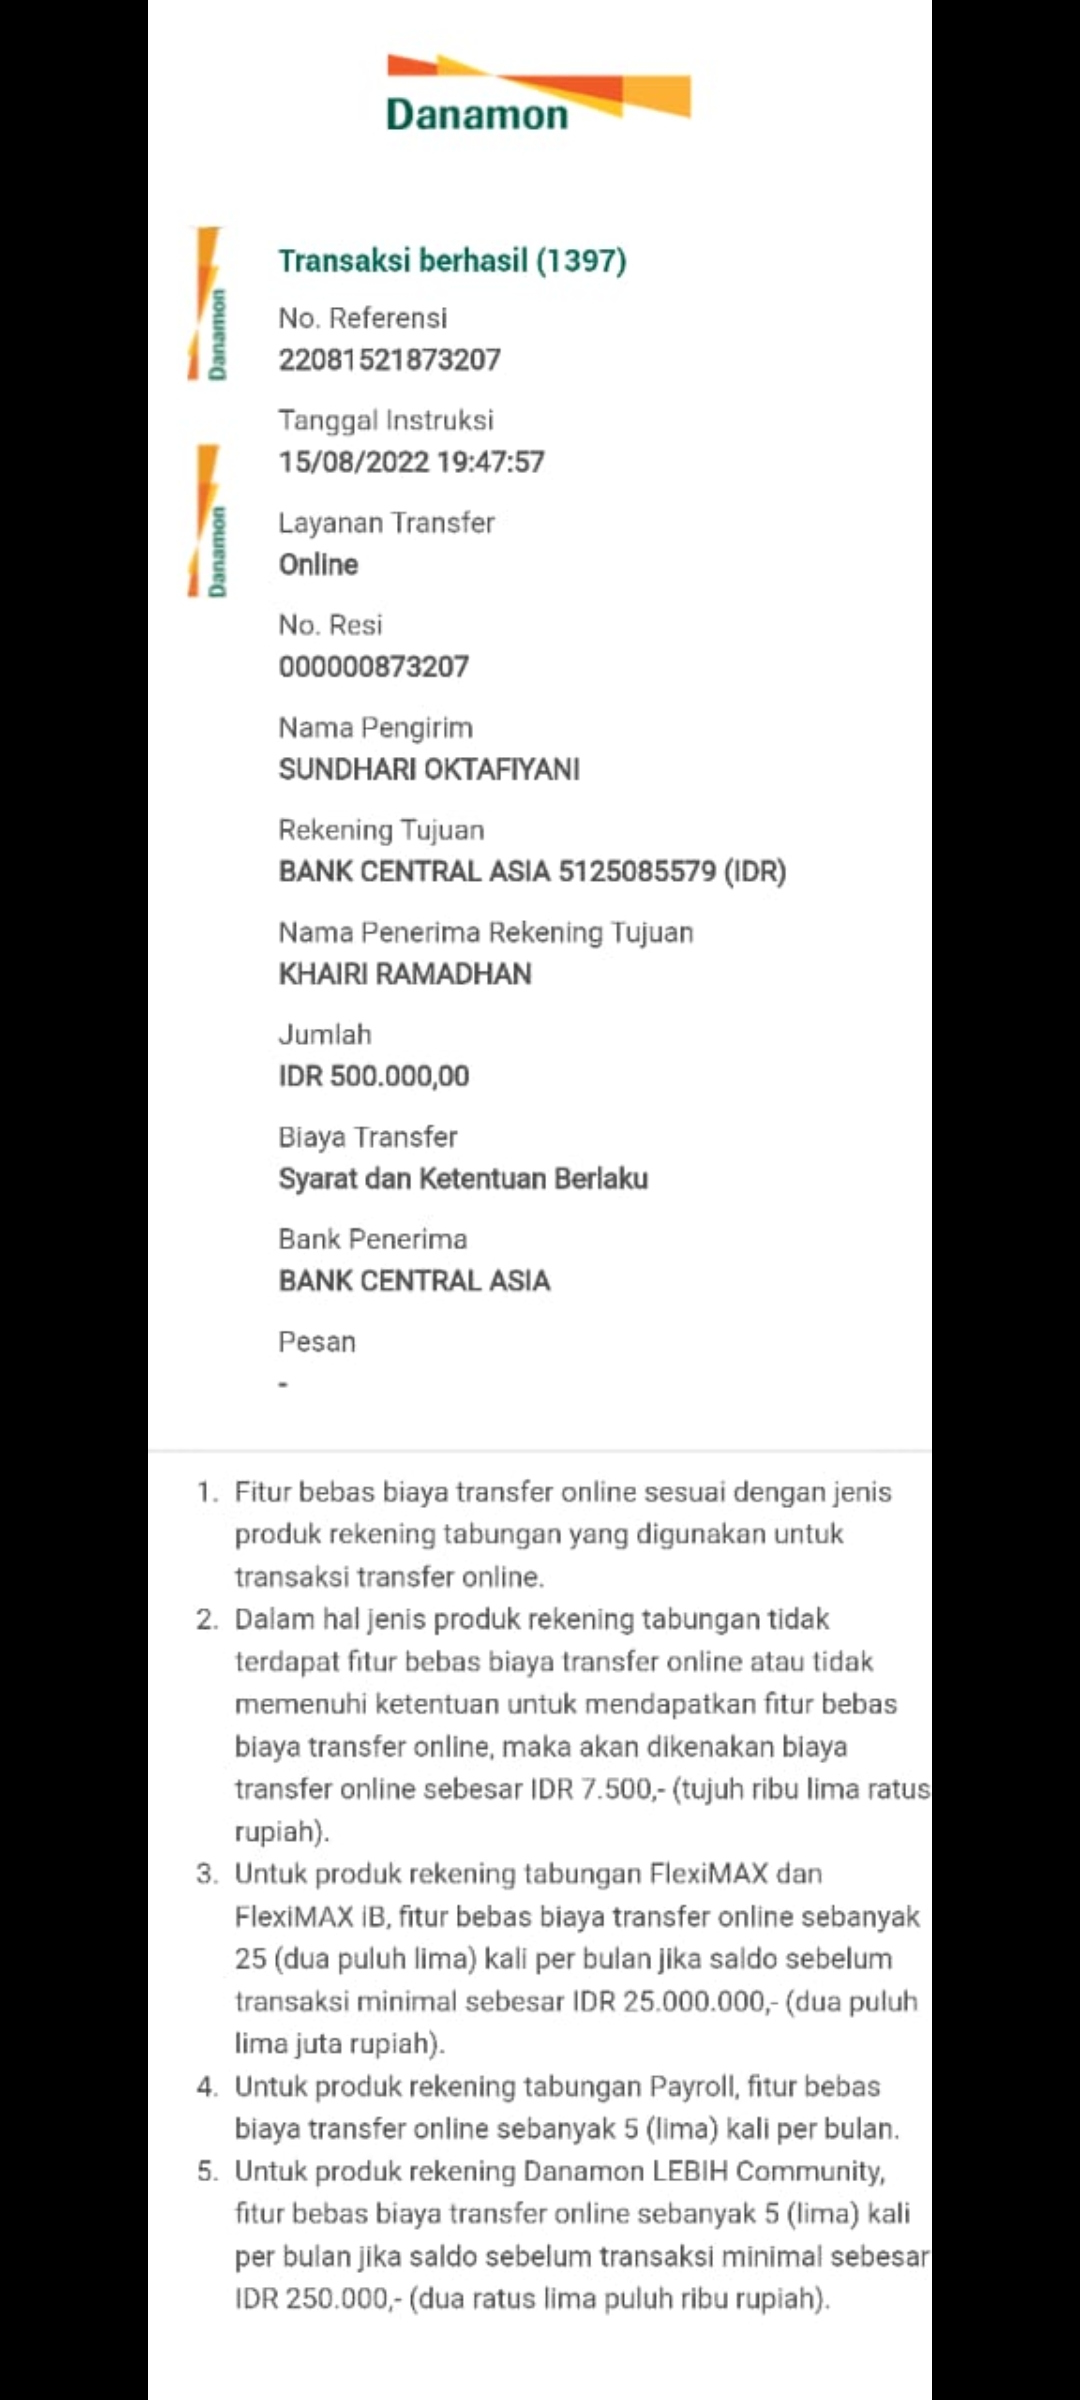 Danamon
Danamon
Danamon
Transaksi berhasil (1397)
No. Referensi
22081521873207
Tanggal Instruksi
15/08/2022 19:47:57
Layanan Transfer
Online
No. Resi
000000873207
Nama Pengirim
SUNDHARI OKTAFIYANI
Rekening Tujuan
BANK CENTRAL ASIA 5125085579 (IDR)
Nama Penerima Rekening Tujuan
KHAIRI RAMADHAN
Jumlah
IDR 500.000,00
Biaya Transfer
Syarat dan Ketentuan Berlaku
Bank Penerima
BANK CENTRAL ASIA
Pesan
-
1. Fitur bebas biaya transfer online sesuai dengan jenis
produk rekening tabungan yang digunakan untuk
transaksi transfer online.
2. Dalam hal jenis produk rekening tabungan tidak
terdapat fitur bebas biaya transfer online atau tidak
memenuhi ketentuan untuk mendapatkan fitur bebas
biaya transfer online, maka akan dikenakan biaya
transfer online sebesar IDR 7.500,- (tujuh ribu lima ratus
rupiah).
3. Untuk produk rekening tabungan FlexiMAX dan
FlexiMAX iB, fitur bebas biaya transfer online sebanyak
25 (dua puluh lima) kali per bulan jika saldo sebelum
transaksi minimal sebesar IDR 25.000.000,- (dua puluh
lima juta rupiah).
4. Untuk produk rekening tabungan Payroll, fitur bebas
biaya transfer online sebanyak 5 (lima) kali per bulan.
5. Untuk produk rekening Danamon LEBIH Community,
fitur bebas biaya transfer online sebanyak 5 (lima) kali
per bulan jika saldo sebelum transaksi minimal sebesar
IDR 250.000,- (dua ratus lima puluh ribu rupiah).